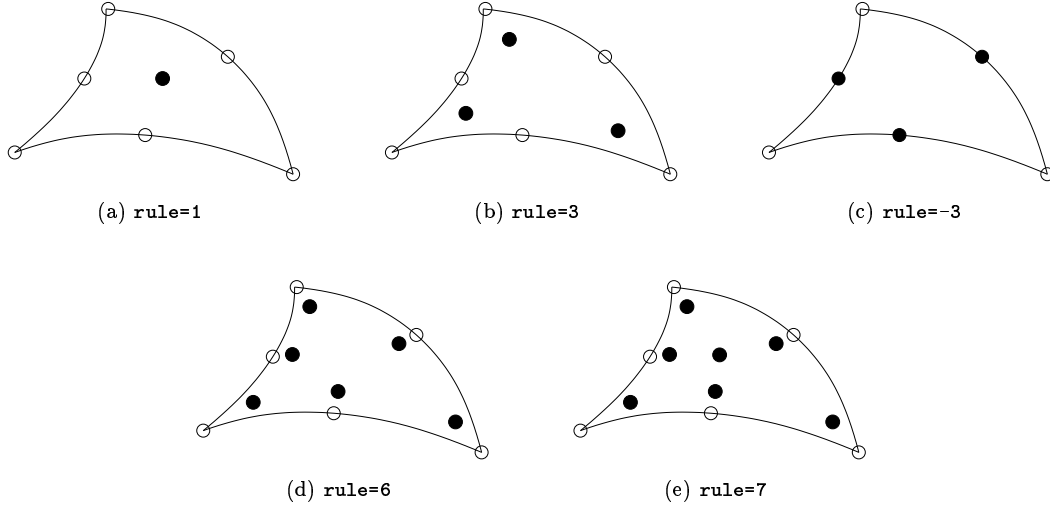 (a) rule=1
(b) rule=3
(c) rule=-3
(d) rule=6
(e) rule=7